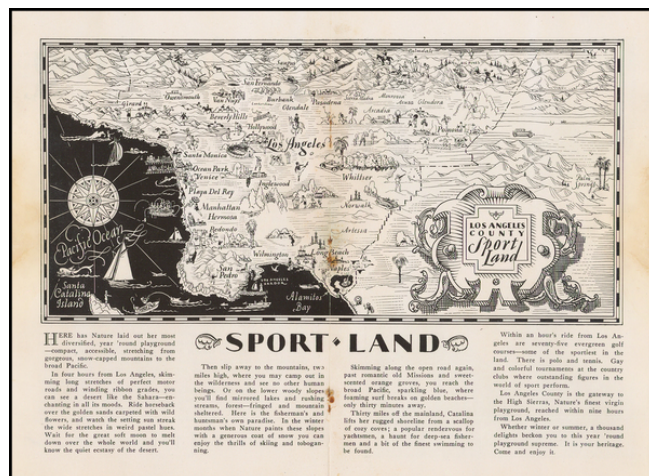 Saugus
Palmdale
San Fernando
Girard
Owensmouth
Van Nuys
Burbank
Glendale
Pasadena
Monrovia
Azusa
Glendora
Arcadia
Beverly Hills
Hollywood
Pomona
Los Angeles
Santa Monica
Ocean Park
Venice
Whittier
Palm
Springs
Playa Del Rey
Inglewood
Manhattan
Hermosa
Norwalk
Redondo
Artesia
Pacific Ocean
LOS ANGELES
COUNTY
Sport
Land
Wilmington
Long Beach
Naples
San
Pedro
LOS ANGELES
HARBOR
Santa
Catalina
Island
Alamitos
Bay
SPORT · LAND
HERE has Nature laid out her most
diversified, year 'round playground
—compact, accessible, stretching from
gorgeous, snow-capped mountains to the
broad Pacific.
In four hours from Los Angeles, skim-
ming long stretches of perfect motor
roads and winding ribbon grades, you
can see a desert like the Sahara—en-
chanting in all its moods. Ride horseback
over the golden sands carpeted with wild
flowers, and watch the setting sun streak
the wide stretches in weird pastel hues.
Wait for the great soft moon to melt
down over the whole world and you'll
know the quiet ecstasy of the desert.
Then slip away to the mountains, two
miles high, where you may camp out in
the wilderness and see no other human
beings. Or on the lower woody slopes
you'll find mirrored lakes and rushing
streams, forest—fringed and mountain
sheltered. Here is the fisherman's and
huntsman's own paradise. In the winter
months when Nature paints these slopes
with a generous coat of snow you can
enjoy the thrills of skiing and tobogan-
ning.
Skimming along the open road again,
past romantic old Missions and sweet-
scented orange groves, you reach the
broad Pacific, sparkling blue, where
foaming surf breaks on golden beaches—
only thirty minutes away.
Thirty miles off the mainland, Catalina
lifts her rugged shoreline from a scallop
of cozy coves; a popular rendezvous for
yachtsmen, a haunt for deep-sea fisher-
men and a bit of the finest swimming to
be found.
Within an hour's ride from Los An-
geles are seventy-five evergreen golf
courses—some of the sportiest in the
land. There is polo and tennis. Gay
and colorful tournaments at the country
clubs where outstanding figures in the
world of sport perform.
Los Angeles County is the gateway to
the High Sierras, Nature's finest virgin
playground, reached within nine hours
from Los Angeles.
Whether winter or summer, a thousand
delights beckon you to this year 'round
playground supreme. It is your heritage.
Come and enjoy it.